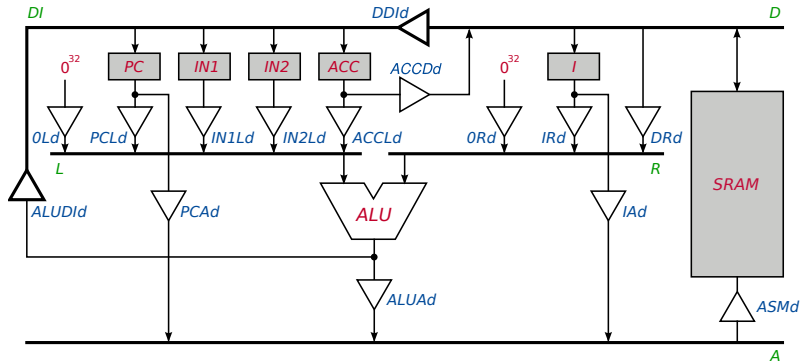 DI DDId D
0³² PC IN1 IN2 ACC ACCDd 0³² I
0Ld PCLd IN1Ld IN2Ld ACCLd 0Rd IRd DRd
L R
SRAM
ALUDId PCAd ALU IAd
ALUAd ASMd
A